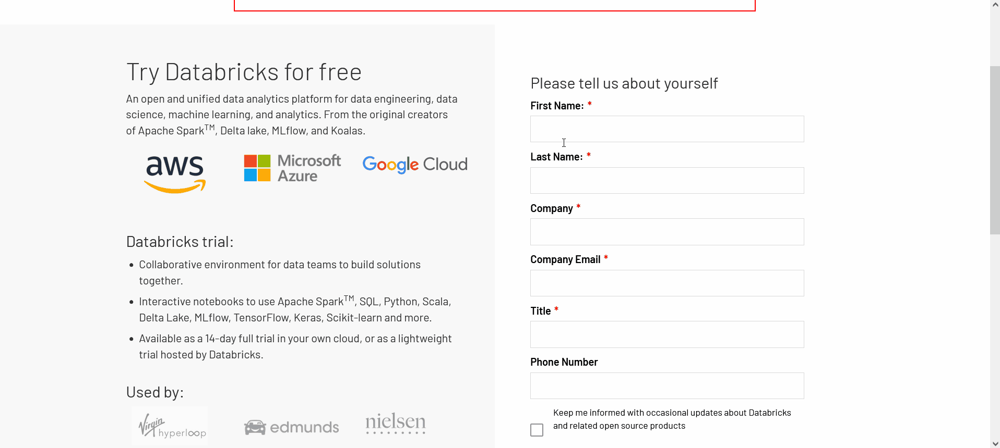 Try Databricks for free
An open and unified data analytics platform for data engineering, data
science, machine learning, and analytics. From the original creators
of Apache Spark™, Delta lake, MLflow, and Koalas.
aws
Microsoft
Azure
Google Cloud
Databricks trial:
• Collaborative environment for data teams to build solutions
together.
• Interactive notebooks to use Apache Spark™, SQL, Python, Scala,
Delta Lake, MLflow, TensorFlow, Keras, Scikit-learn and more.
• Available as a 14-day full trial in your own cloud, or as a lightweight
trial hosted by Databricks.
Used by:
Virgin
hyperloop
edmunds
nielsen
Please tell us about yourself
First Name: *
Last Name: *
Company *
Company Email *
Title *
Phone Number
Keep me informed with occasional updates about Databricks
and related open source products